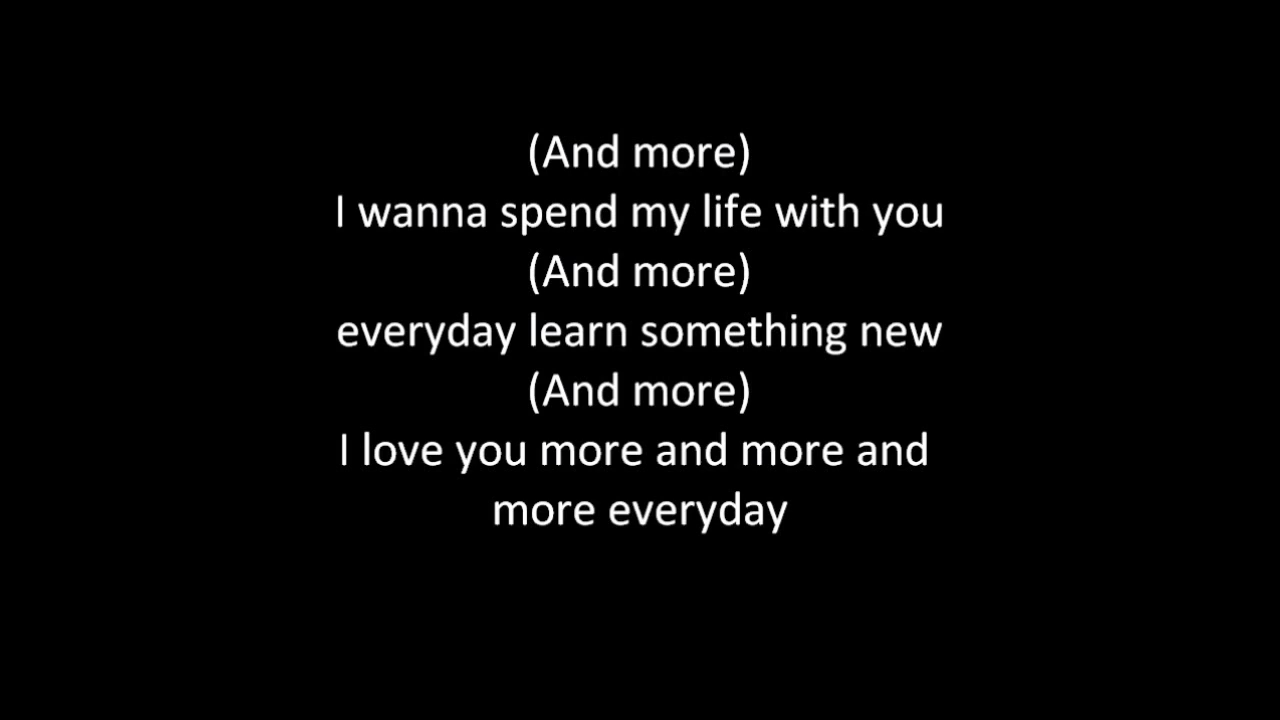 (And more)
I wanna spend my life with you
(And more)
everyday learn something new
(And more)
I love you more and more and
more everyday